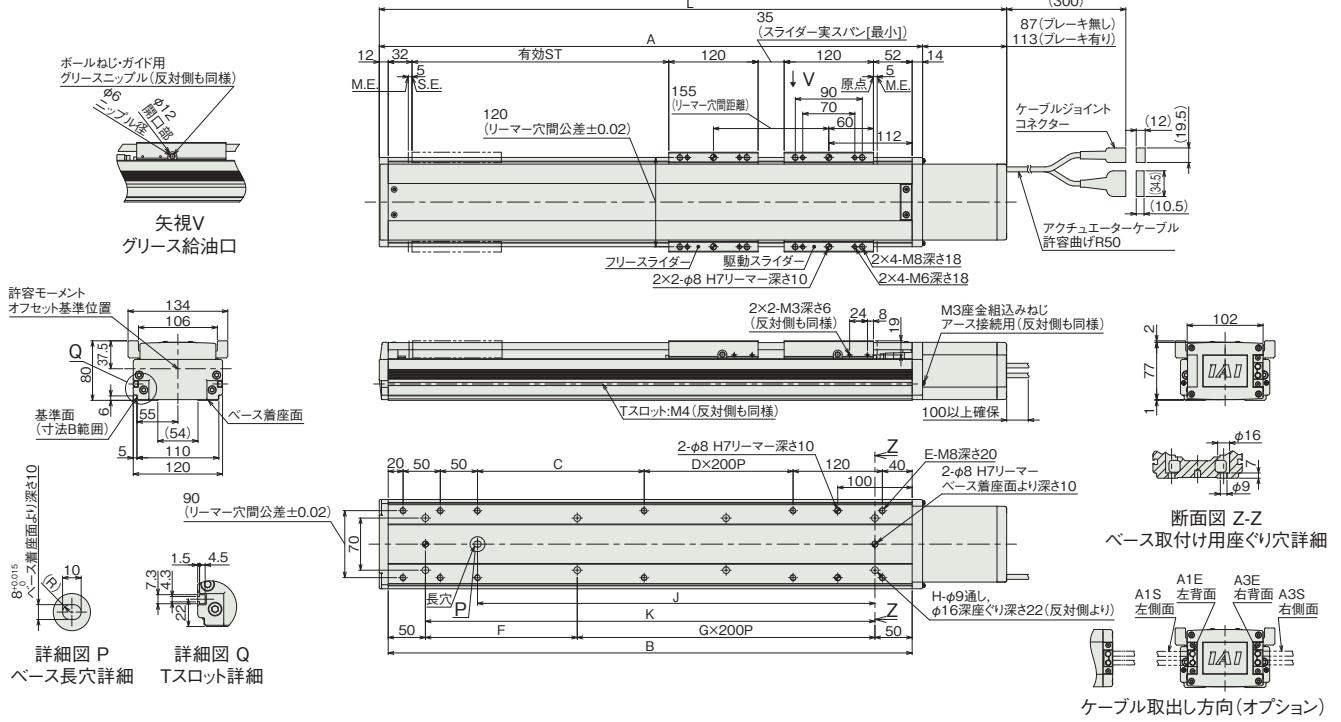 L
(300)
35
(スライダー実スパン[最小])
87(ブレーキ無し)
113(ブレーキ有り)
A
12
32
有効ST
120
120
52
14
5
M.E.
S.E.
V
原点
5
M.E.
90
70
155
(リーマー穴間距離)
60
112
120
(リーマー穴間公差±0.02)
ケーブルジョイント
コネクター
(12)
(19.5)
(34.5)
(10.5)
アクチュエーターケーブル
許容曲げR50
フリースライダー
駆動スライダー
2×4-M8深さ18
2×2-φ8 H7リーマー深さ10
2×4-M6深さ18
ボールねじ・ガイド用
グリースニップル(反対側も同様)
φ6
ニップル径
φ12
開口部
矢視V
グリース給油口
許容モーメント
オフセット基準位置
134
106
Q
37.5
80
6
基準面
(寸法B範囲)
55
(54)
ベース着座面
5
110
120
2×2-M3深さ6
(反対側も同様)
24
8
19
M3座金組込みねじ
アース接続用(反対側も同様)
Tスロット:M4(反対側も同様)
100以上確保
102
2
77
1
IAI
φ16
7
φ9
断面図 Z-Z
ベース取付け用座ぐり穴詳細
2-φ8 H7リーマー深さ10
Z
20
50
50
C
D×200P
120
40
100
E-M8深さ20
2-φ8 H7リーマー
ベース着座面より深さ10
90
(リーマー穴間公差±0.02)
70
長穴
P
J
K
Z
H-φ9通し,
φ16深座ぐり深さ22(反対側より)
50
F
G×200P
50
B
8+0.015 0
ベース着座面より深さ10
10
(R)
詳細図 P
ベース長穴詳細
1.5
4.5
7.3
4.3
22
詳細図 Q
Tスロット詳細
A1S
左側面
A1E
左背面
A3E
右背面
A3S
右側面
IAI
ケーブル取出し方向(オプション)